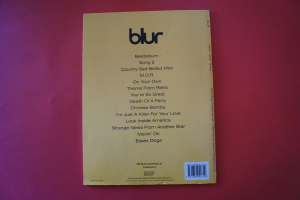 blur
Beetlebum
Song 2
Country Sad Ballad Man
M.O.R.
On Your Own
Theme From Retro
You're So Great
Death Of A Party
Chinese Bombs
I'm Just A Killer For Your Love
Look Inside America
Strange News From Another Star
Movin' On
Essex Dogs